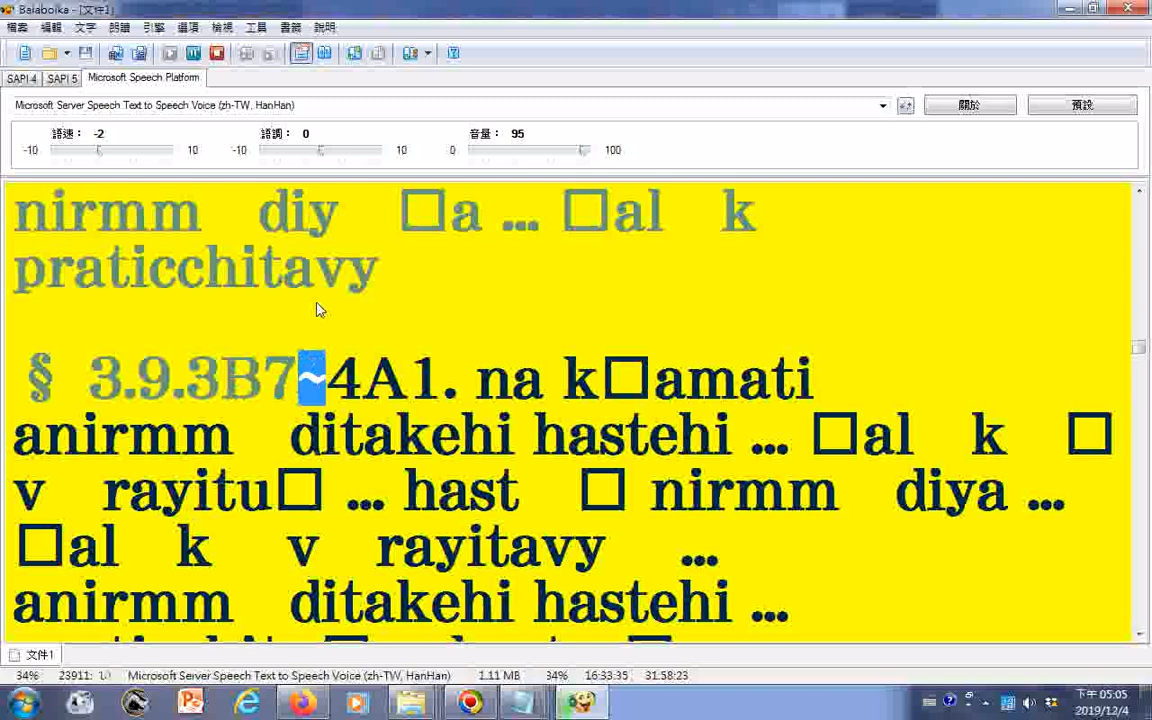 Balabolka - [文件1]
檔案 編輯 文字 朗讀 引擎 選項 檢視 工具 書籤 說明
SAPI 4 SAPI 5 Microsoft Speech Platform
Microsoft Server Speech Text to Speech Voice (zh-TW, HanHan) 關於 預設
語速： -2 語調： 0 音量： 95
-10 10 -10 10 0 100
nirmm diy □a ... □al k
praticchitavy
§ 3.9.3B7~4A1. na k□amati
anirmm ditakehi hastehi ... □al k □
v rayitu□ ... hast □ nirmm diya ...
□al k v rayitavy ...
anirmm ditakehi hastehi ...
文件1
34% Microsoft Server Speech Text to Speech Voice (zh-TW, HanHan) 1.11 MB 34% 16:33:35 31:58:23
下午 05:05
2019/12/4